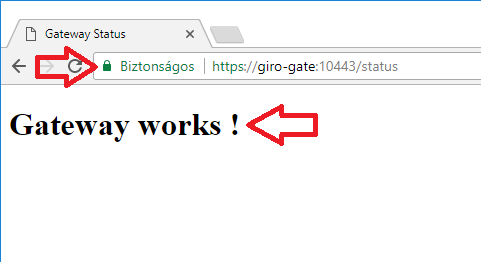 Gateway Status
Biztonságos https://giro-gate:10443/status
Gateway works !